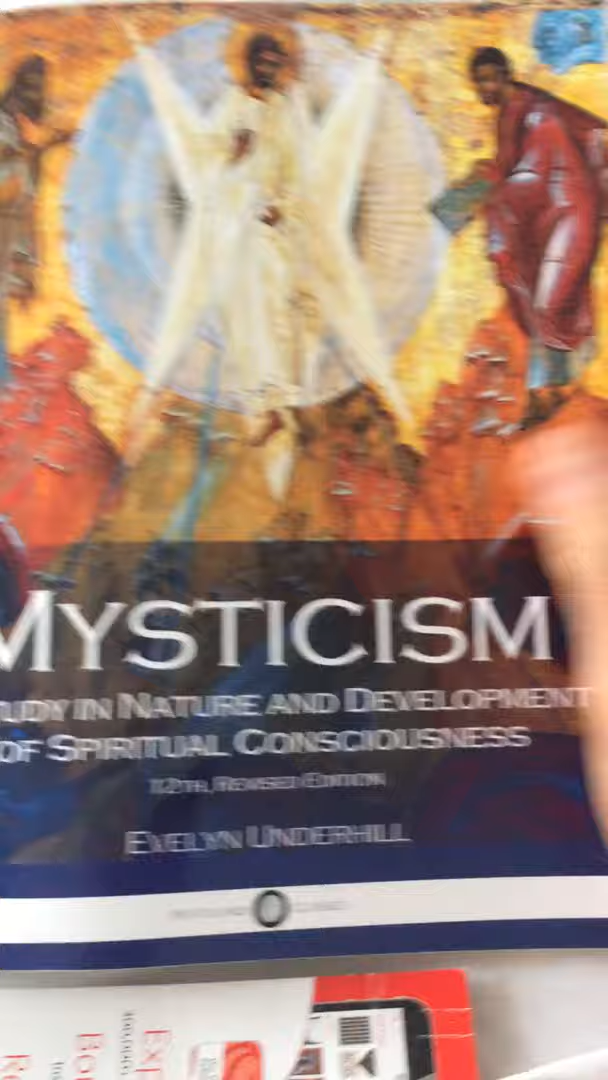 MYSTICISM
UDY IN NATURE AND DEVELOPMENT
OF SPIRITUAL CONSCIOUSNESS
12TH, REVISED EDITION
EVELYN UNDERHILL